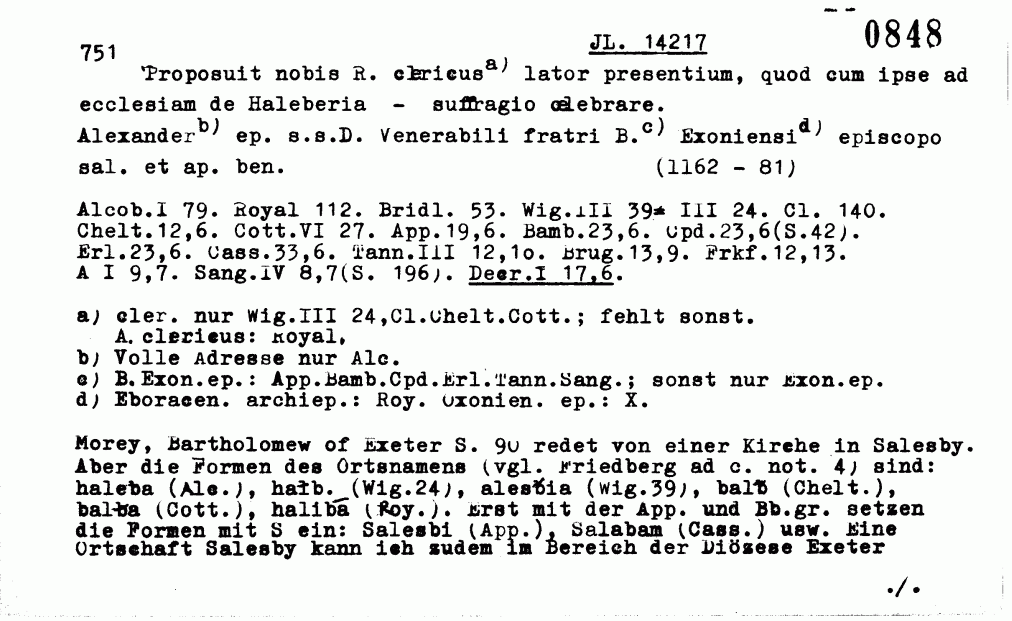 0848
751 JL. 14217
'Proposuit nobis R. clericus a) lator presentium, quod cum ipse ad
ecclesiam de Haleberia - suffragio celebrare.
Alexander b) ep. s.s.D. Venerabili fratri B. c) Exoniensi d) episcopo
sal. et ap. ben. (1162 - 81)
Alcob.I 79. Royal 112. Bridl. 53. Wig.III 39. III 24. Cl. 140.
Chelt.12,6. Cott.VI 27. App.19,6. Bamb.23,6. Cpd.23,6(S.42).
Erl.23,6. Cass.33,6. Tann.III 12,10. Brug.13,9. Frkf.12,13.
A I 9,7. Sang.IV 8,7(S. 196). Decr.I 17,6.
a) cler. nur Wig.III 24,Cl.Chelt.Cott.; fehlt sonst.
A. clericus: Royal,
b) Volle Adresse nur Alc.
c) B.Exon.ep.: App.Bamb.Cpd.Erl.Tann.Sang.; sonst nur Exon.ep.
d) Eboracen. archiep.: Roy. Oxonien. ep.: X.
Morey, Bartholomew of Exeter S. 90 redet von einer Kirche in Salesby.
Aber die Formen des Ortsnamens (vgl. Friedberg ad c. not. 4) sind:
haleba (Alc.), halb. (Wig.24), alesbia (Wig.39), balb (Chelt.),
balba (Cott.), haliba (Roy.). Erst mit der App. und Bb.gr. setzen
die Formen mit S ein: Salesbi (App.), Salabam (Cass.) usw. Eine
Ortschaft Salesby kann ich zudem im Bereich der Diözese Exeter
./.